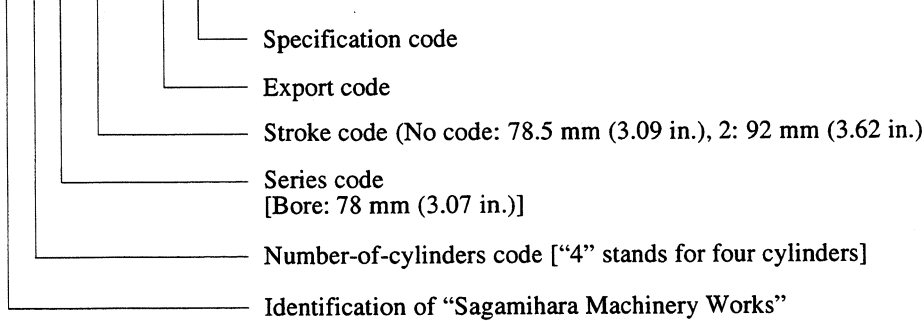 Specification code
Export code
Stroke code (No code: 78.5 mm (3.09 in.), 2: 92 mm (3.62 in.)
Series code
[Bore: 78 mm (3.07 in.)]
Number-of-cylinders code [“4” stands for four cylinders]
Identification of “Sagamihara Machinery Works”